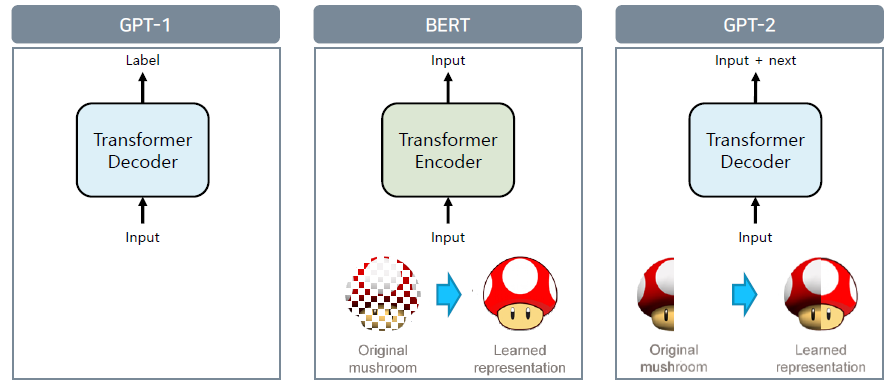 GPT-1
Label
Transformer
Decoder
Input
BERT
Input
Transformer
Encoder
Input
Original
mushroom
Learned
representation
GPT-2
Input + next
Transformer
Decoder
Input
Original
mushroom
Learned
representation